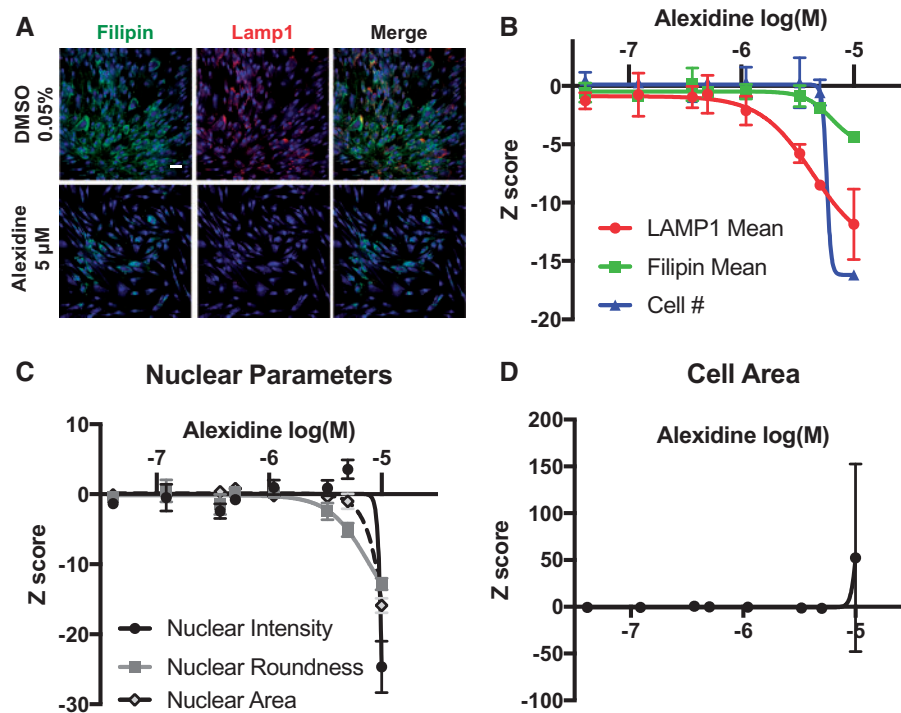 A
Filipin Lamp1 Merge
DMSO
0.05%
Alexidine
5 µM
B
Alexidine log(M)
-7 -6 -5
0
-5
-10
-15
-20
Z score
LAMP1 Mean
Filipin Mean
Cell #
C
Nuclear Parameters
Alexidine log(M)
-7 -6 -5
10
0
-10
-20
-30
Z score
Nuclear Intensity
Nuclear Roundness
Nuclear Area
D
Cell Area
Alexidine log(M)
200
150
100
50
0
-50
-100
Z score
-7 -6 -5